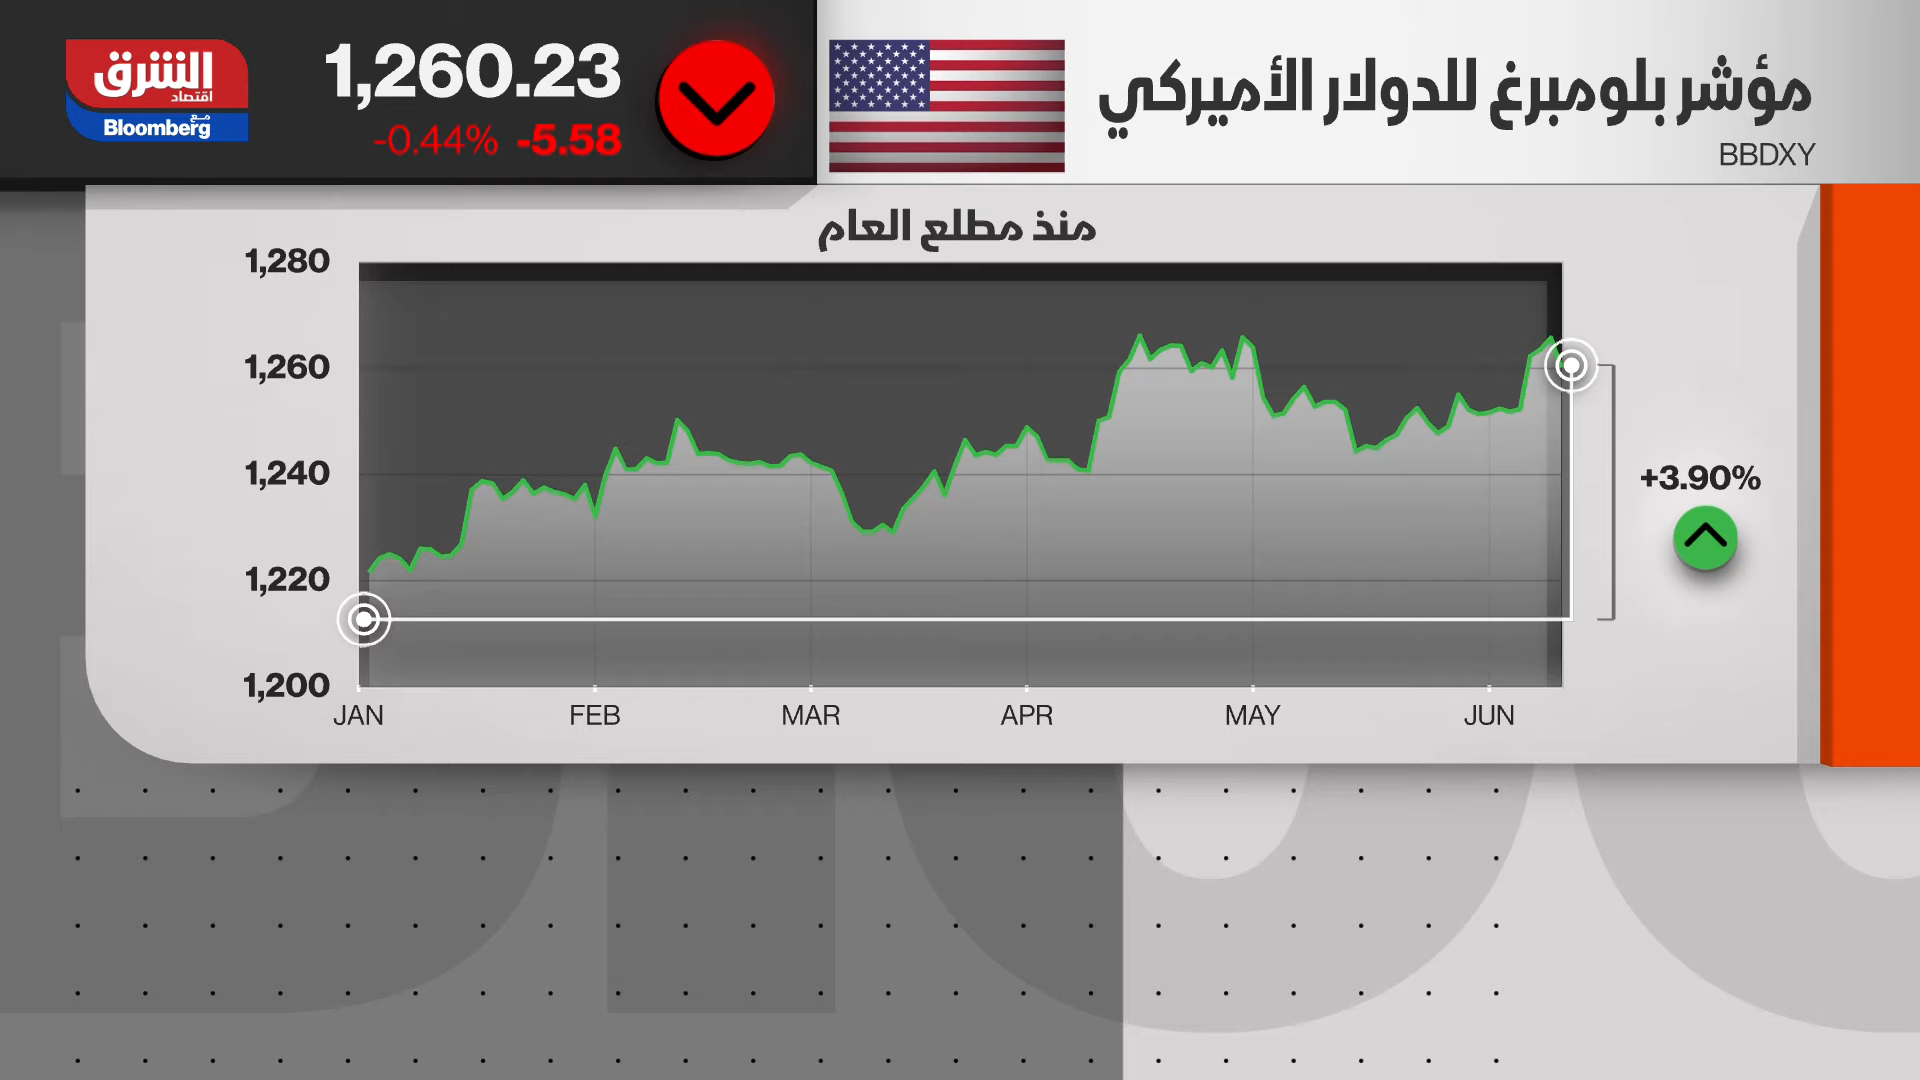 الشرق
اقتصاد
مع
Bloomberg
1,260.23
-0.44% -5.58
مؤشر بلومبرغ للدولار الأميركي
BBDXY
منذ مطلع العام
1,280
1,260
1,240
1,220
1,200
JAN FEB MAR APR MAY JUN
+3.90%